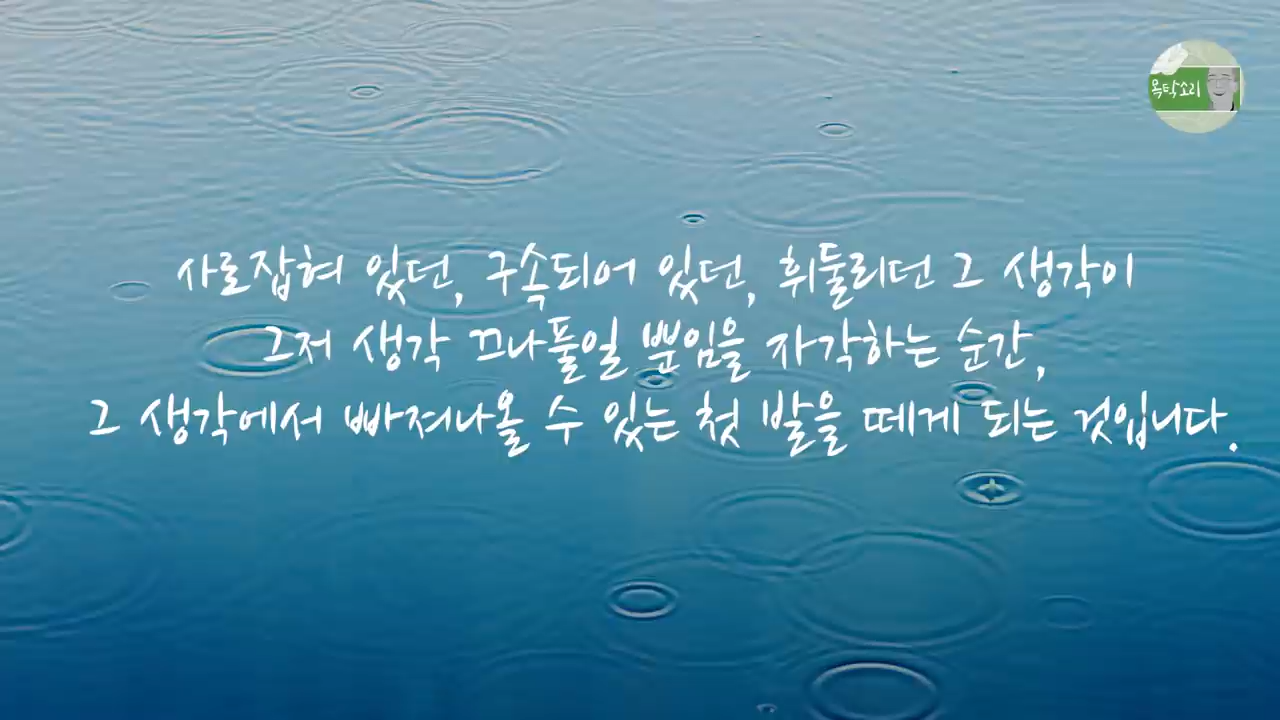 목탁소리
사로잡혀 있던, 구속되어 있던, 휘둘리던 그 생각이
그저 생각 끄나풀일 뿐임을 자각하는 순간,
그 생각에서 빠져나올 수 있는 첫 발을 떼게 되는 것입니다.